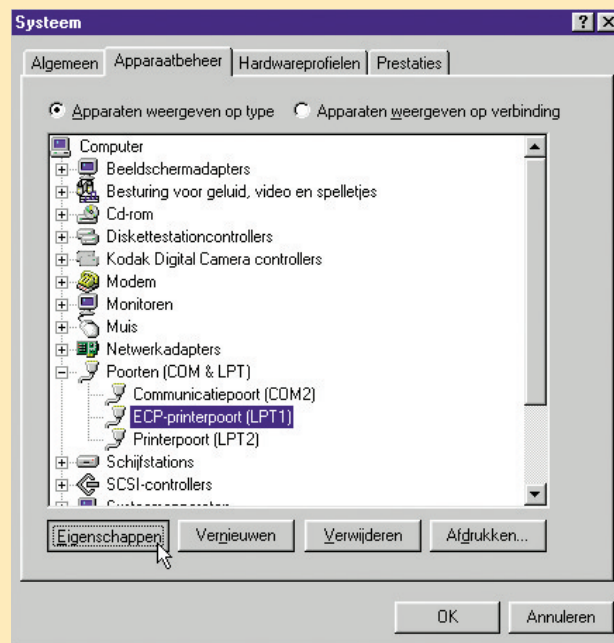 Systeem
Algemeen Apparaatbeheer Hardwareprofielen Prestaties
Apparaten weergeven op type Apparaten weergeven op verbinding
Computer
Beeldschermadapters
Besturing voor geluid, video en spelletjes
Cd-rom
Diskettestationcontrollers
Kodak Digital Camera controllers
Modem
Monitoren
Muis
Netwerkadapters
Poorten (COM & LPT)
Communicatiepoort (COM2)
ECP-printerpoort (LPT1)
Printerpoort (LPT2)
Schijfstations
SCSI-controllers
Eigenschappen Vernieuwen Verwijderen Afdrukken...
OK Annuleren